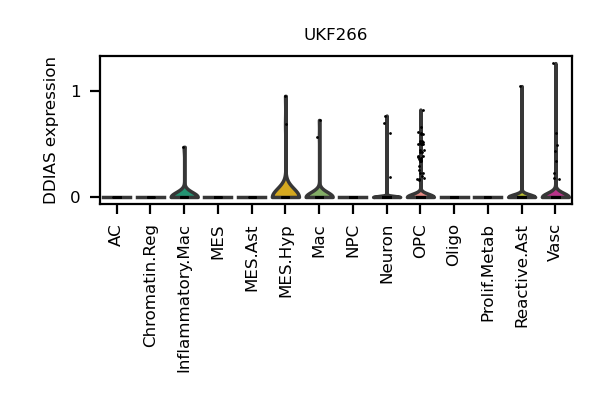 UKF266
DDIAS expression
1
0
AC
Chromatin.Reg
Inflammatory.Mac
MES
MES.Ast
MES.Hyp
Mac
NPC
Neuron
OPC
Oligo
Prolif.Metab
Reactive.Ast
Vasc